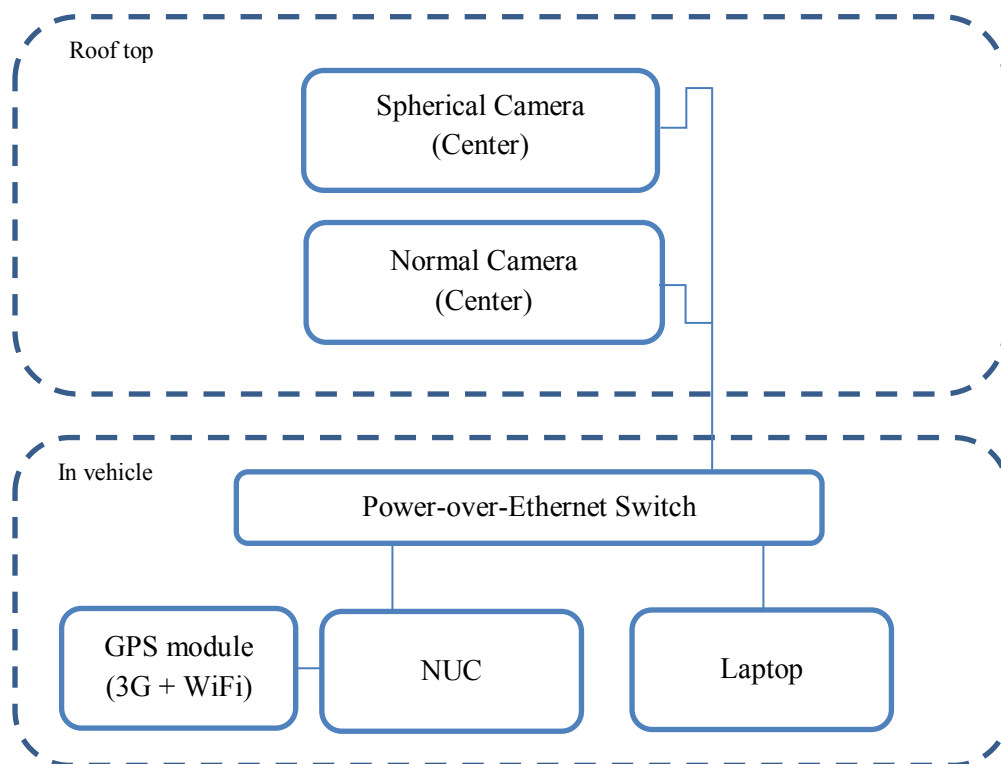 Roof top
Spherical Camera
(Center)
Normal Camera
(Center)
In vehicle
Power-over-Ethernet Switch
GPS module
(3G + WiFi)
NUC
Laptop